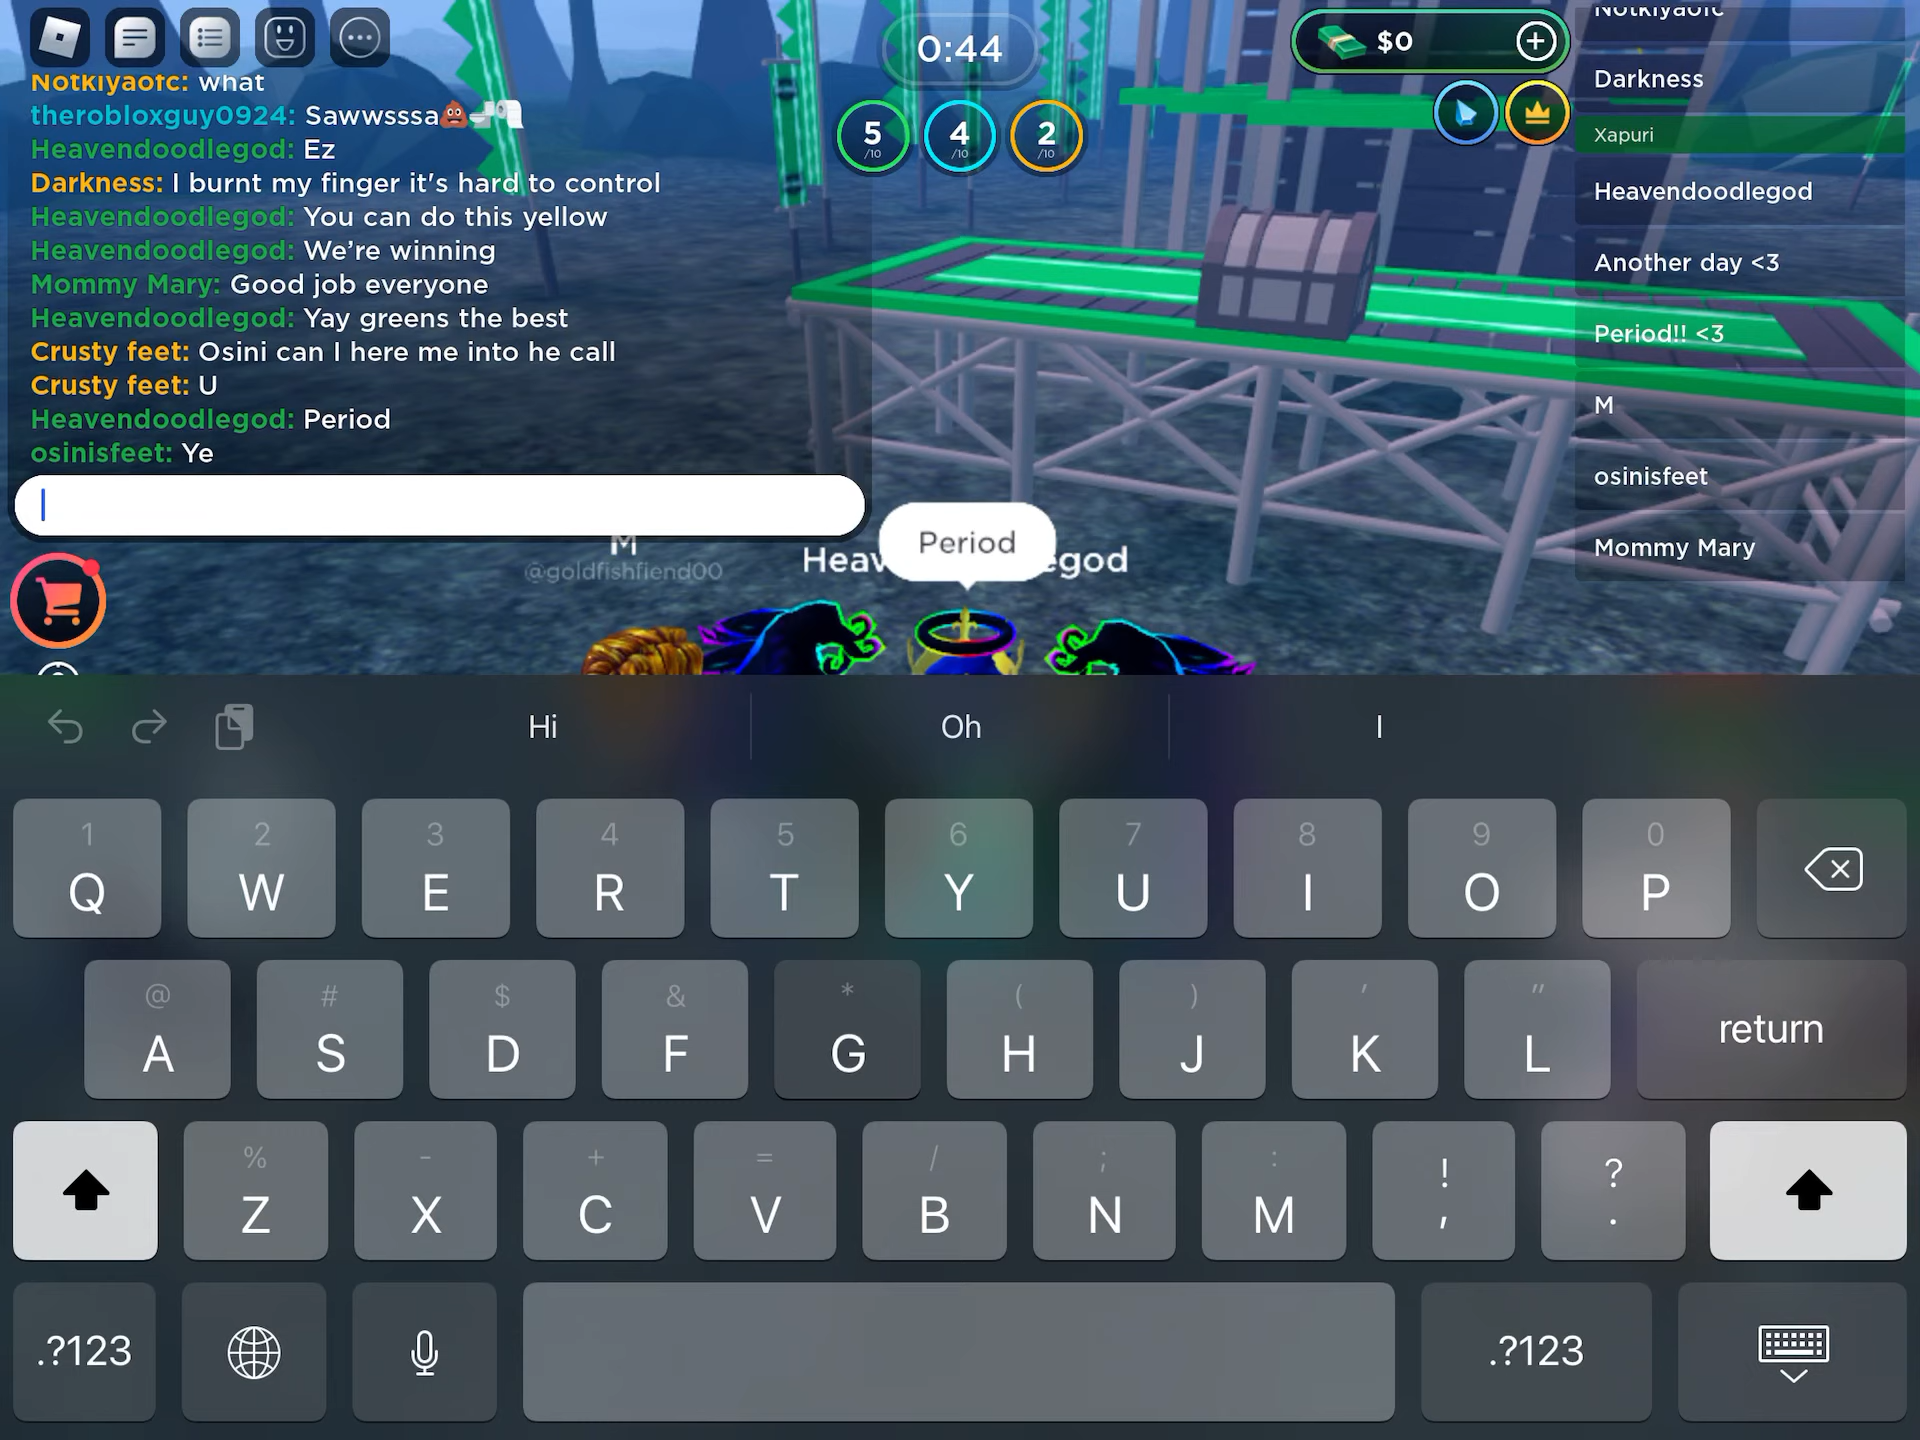 0:44
$0
5
/10
4
/10
2
/10
Notkiyaofc: what
therobloxguy0924: Sawwsssa💩🚽🧻
Heavendoodlegod: Ez
Darkness: I burnt my finger it's hard to control
Heavendoodlegod: You can do this yellow
Heavendoodlegod: We’re winning
Mommy Mary: Good job everyone
Heavendoodlegod: Yay greens the best
Crusty feet: Osini can I here me into he call
Crusty feet: U
Heavendoodlegod: Period
osinisfeet: Ye
Notkiyaofc
Darkness
Xapuri
Heavendoodlegod
Another day <3
Period!! <3
M
osinisfeet
Mommy Mary
M
@goldfishfiend00
Period
Hi
Oh
I
1 2 3 4 5 6 7 8 9 0
Q W E R T Y U I O P
@ # $ & * ( ) ' "
A S D F G H J K L return
% - + = / ; : ! ?
Z X C V B N M , .
.?123 .?123